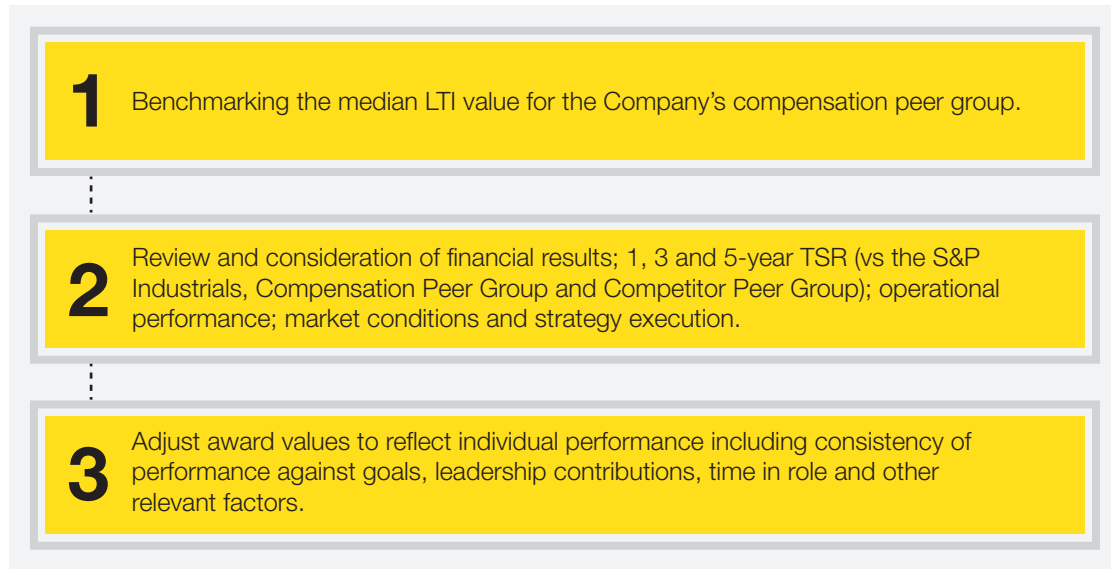 1
Benchmarking the median LTI value for the Company’s compensation peer group.
2
Review and consideration of financial results; 1, 3 and 5-year TSR (vs the S&P
Industrials, Compensation Peer Group and Competitor Peer Group); operational
performance; market conditions and strategy execution.
3
Adjust award values to reflect individual performance including consistency of
performance against goals, leadership contributions, time in role and other
relevant factors.